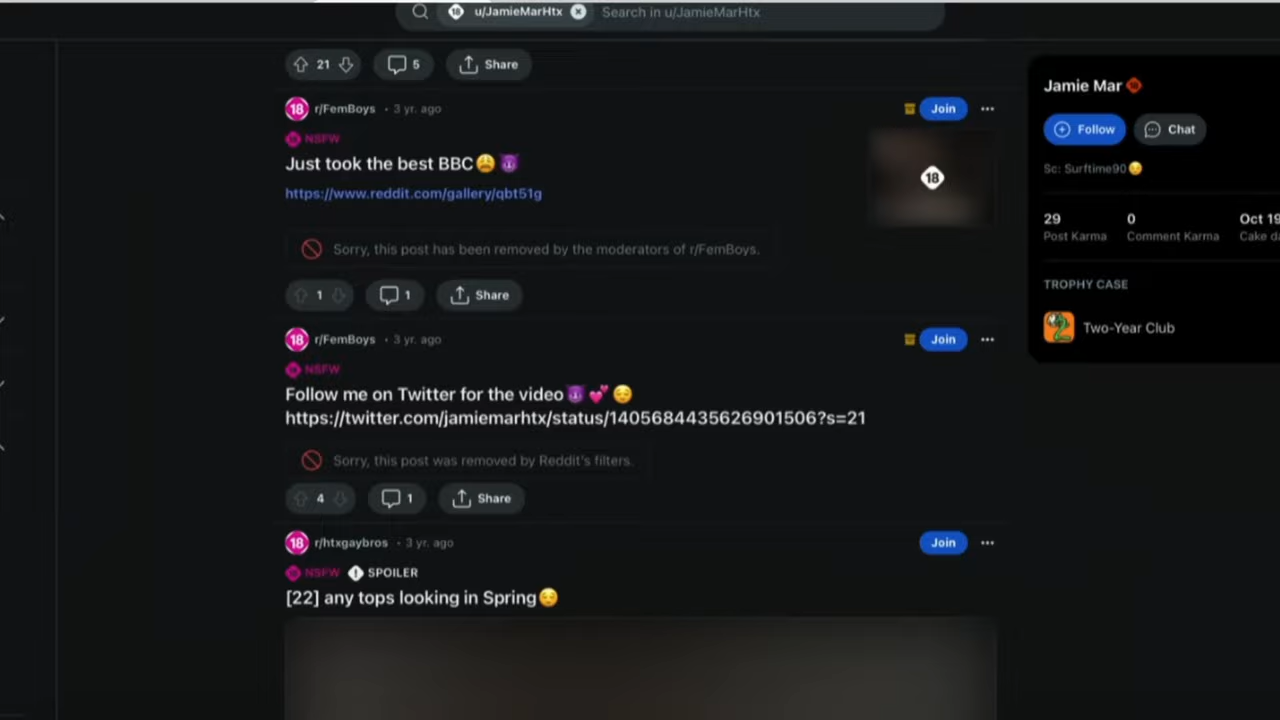 u/JamieMarHtx Search in u/JamieMarHtx
21 5 Share
r/FemBoys • 3 yr. ago Join
NSFW
Just took the best BBC😩😈
https://www.reddit.com/gallery/qbt51g
18
Sorry, this post has been removed by the moderators of r/FemBoys.
1 1 Share
18 r/FemBoys • 3 yr. ago Join
NSFW
Follow me on Twitter for the video😈💕😌
https://twitter.com/jamiemarhtx/status/1405684435626901506?s=21
Sorry, this post was removed by Reddit's filters.
4 1 Share
18 r/htxgaybros • 3 yr. ago Join
NSFW SPOILER
[22] any tops looking in Spring😌
Jamie Mar
Follow Chat
Sc: Surftime90😏
29 0 Oct 19
Post Karma Comment Karma Cake
TROPHY CASE
Two-Year Club